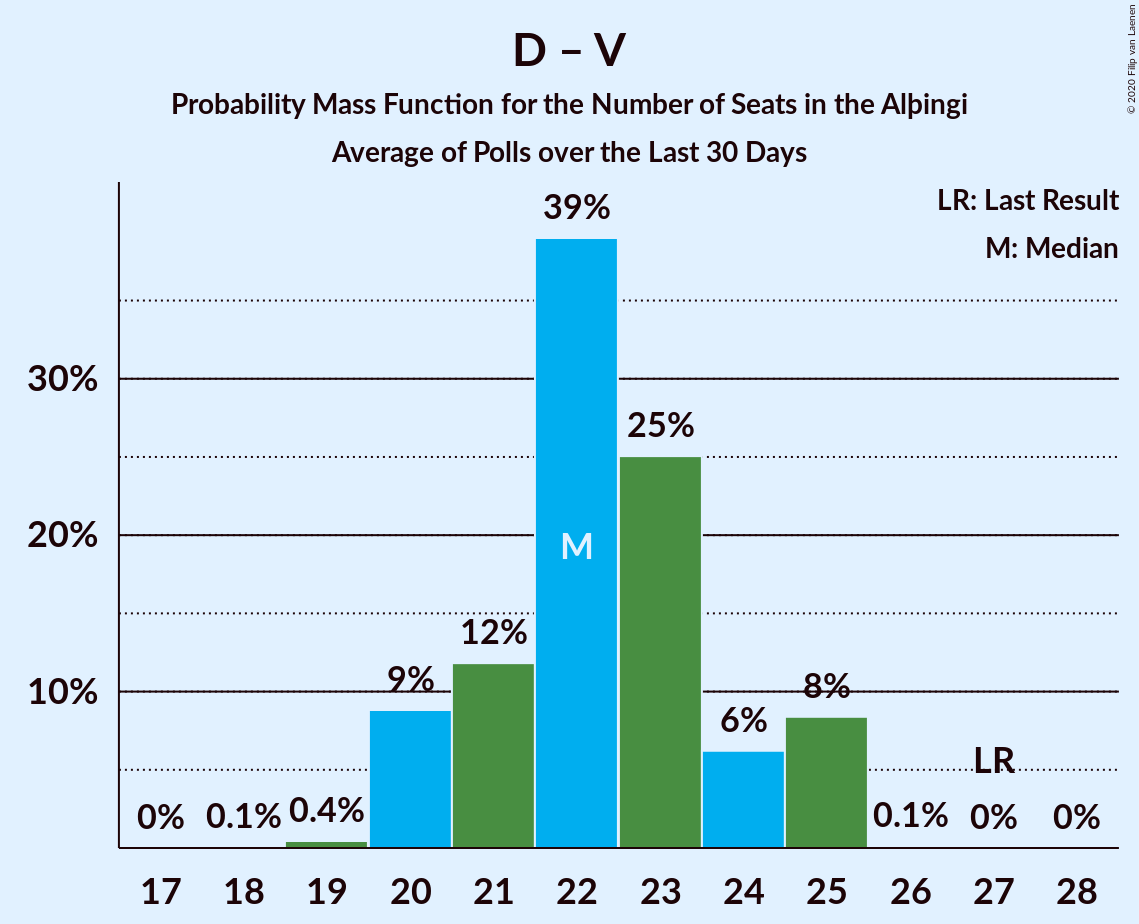 D – V
Probability Mass Function for the Number of Seats in the Alþingi
Average of Polls over the Last 30 Days
© 2020 Filip van Laenen
LR: Last Result
M: Median
39%
30%
25%
20%
M
12%
10%
9%
8%
6%
LR
0% 0.1% 0.4% 0.1% 0% 0%
17 18 19 20 21 22 23 24 25 26 27 28